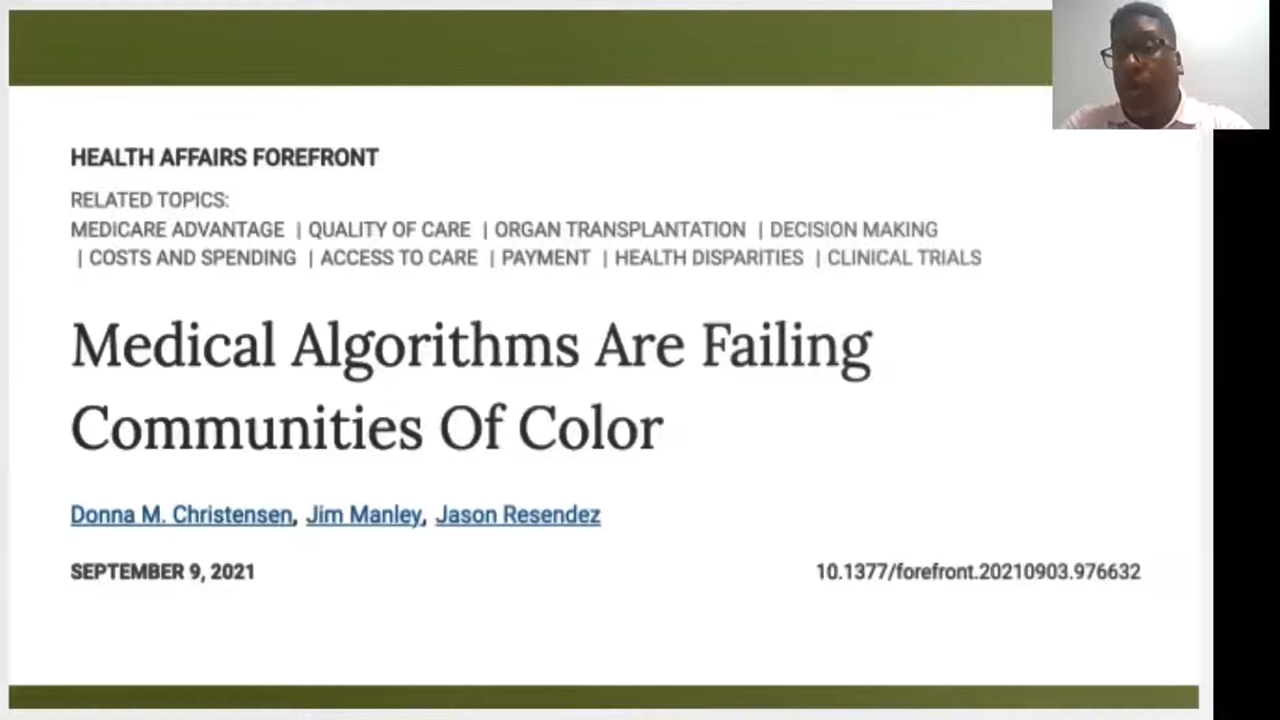 HEALTH AFFAIRS FOREFRONT
RELATED TOPICS:
MEDICARE ADVANTAGE | QUALITY OF CARE | ORGAN TRANSPLANTATION | DECISION MAKING
| COSTS AND SPENDING | ACCESS TO CARE | PAYMENT | HEALTH DISPARITIES | CLINICAL TRIALS
Medical Algorithms Are Failing
Communities Of Color
Donna M. Christensen, Jim Manley, Jason Resendez
SEPTEMBER 9, 2021 10.1377/forefront.20210903.976632